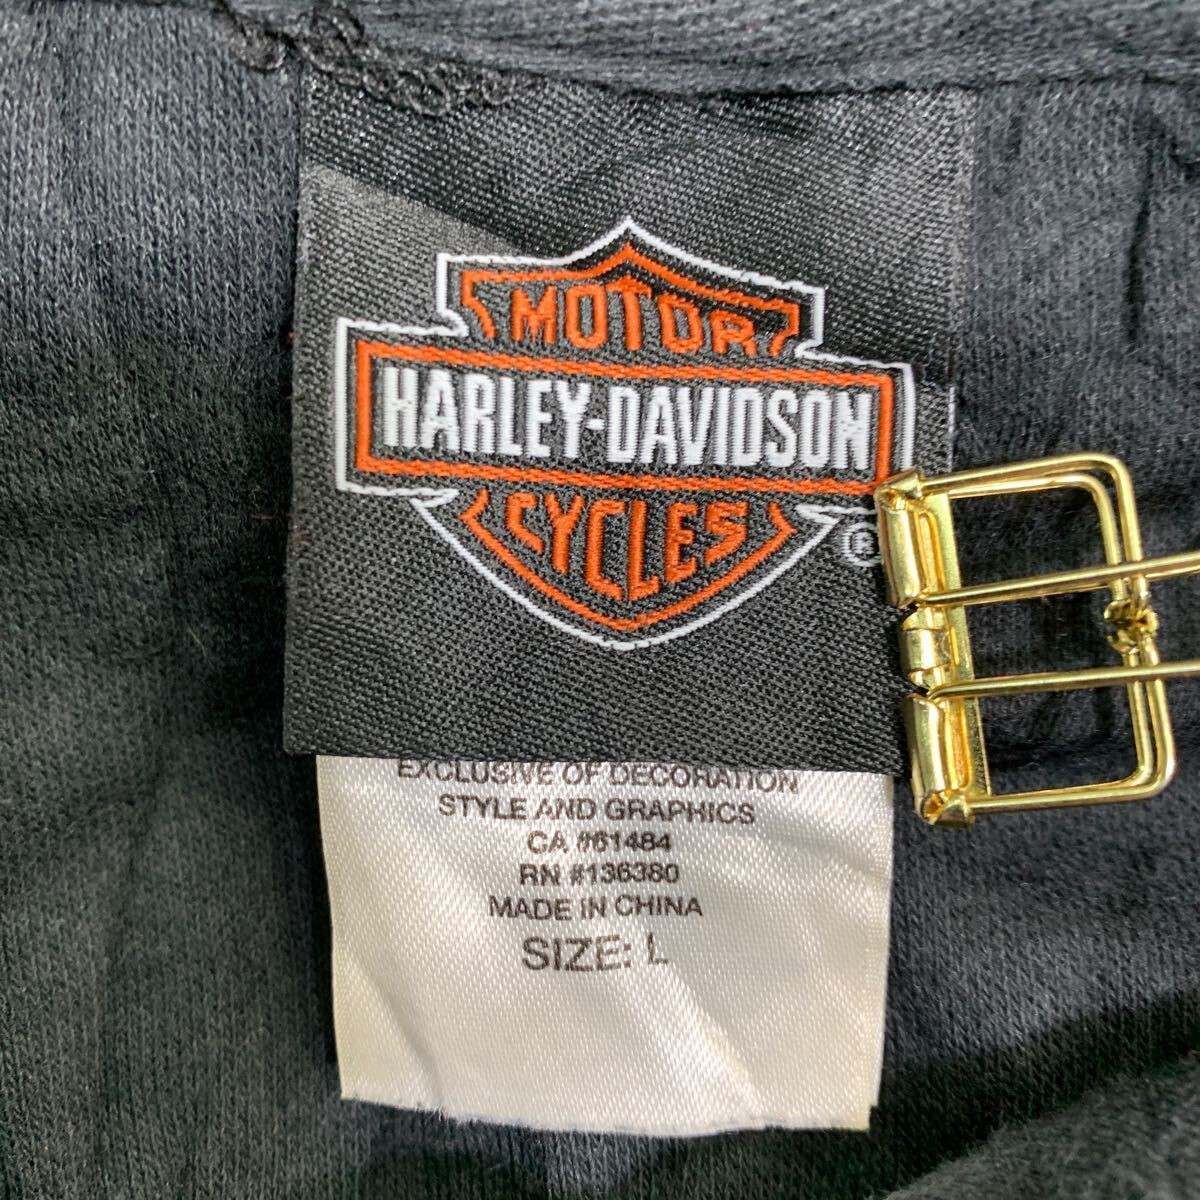 MOTOR
HARLEY-DAVIDSON
CYCLES
®
EXCLUSIVE OF DECORATION
STYLE AND GRAPHICS
CA #61484
RN #136380
MADE IN CHINA
SIZE: L